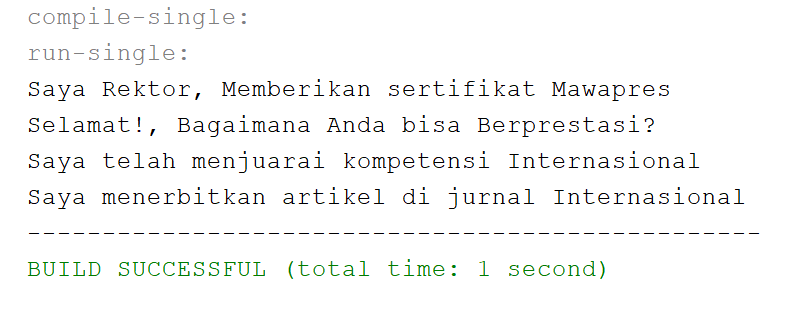 compile-single:
run-single:
Saya Rektor, Memberikan sertifikat Mawapres
Selamat!, Bagaimana Anda bisa Berprestasi?
Saya telah menjuarai kompetensi Internasional
Saya menerbitkan artikel di jurnal Internasional
-------------------------------------------------
BUILD SUCCESSFUL (total time: 1 second)